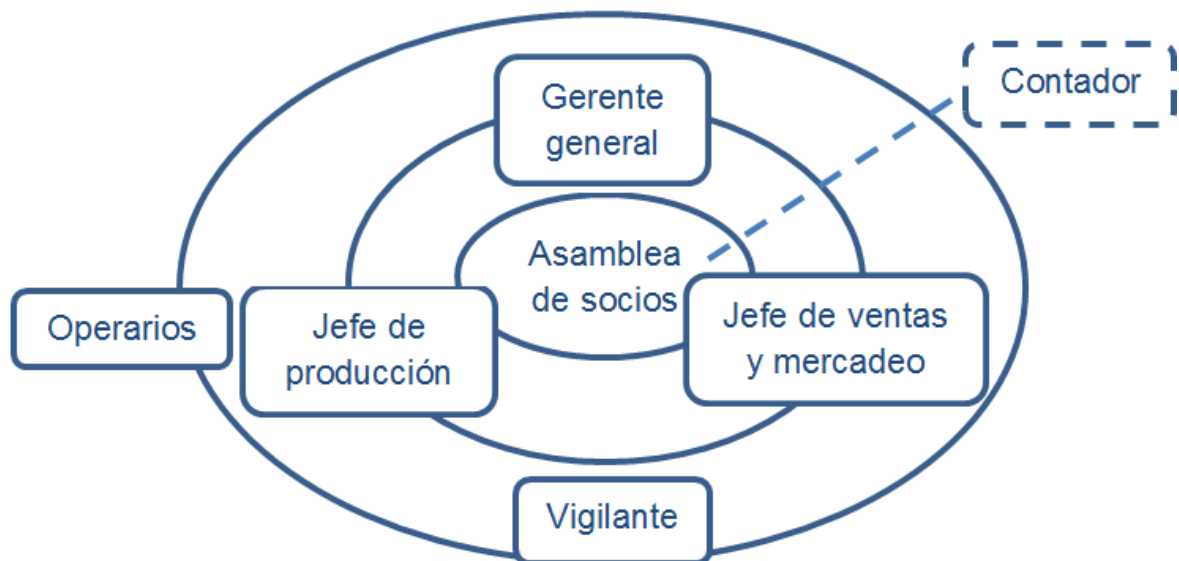 Contador
Gerente
general
Asamblea
de socios
Operarios
Jefe de
producción
Jefe de ventas
y mercadeo
Vigilante